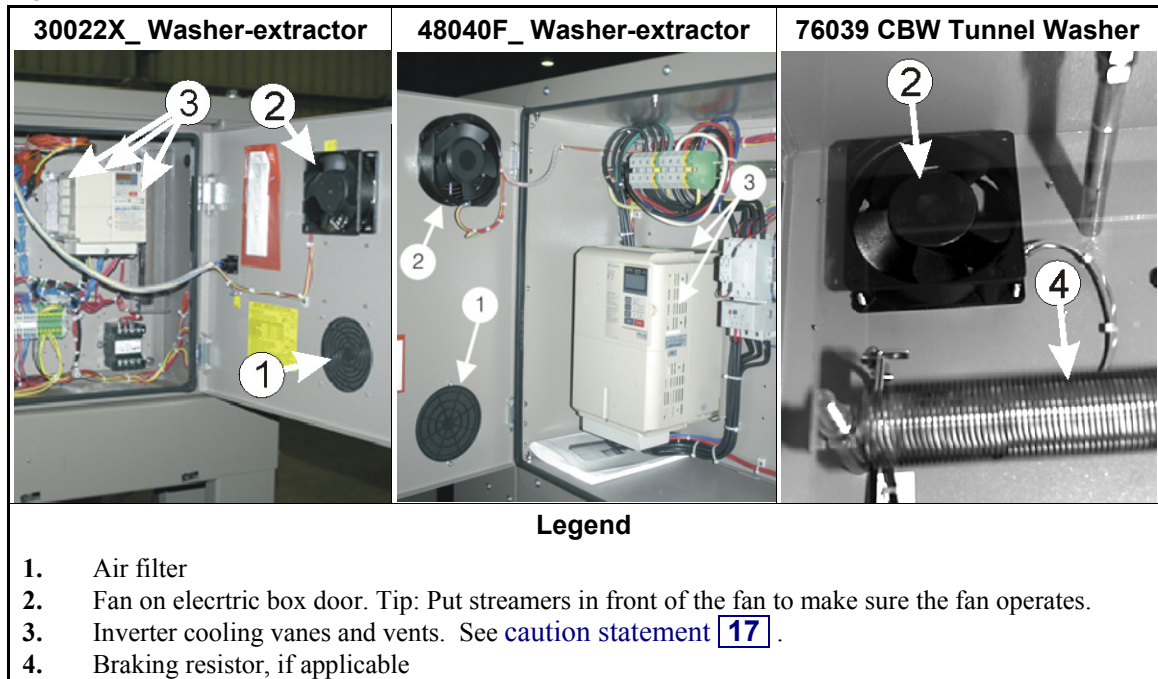 30022X_ Washer-extractor
48040F_ Washer-extractor
76039 CBW Tunnel Washer
3
2
1
2
1
3
2
4
Legend
1. Air filter
2. Fan on elecrtric box door. Tip: Put streamers in front of the fan to make sure the fan operates.
3. Inverter cooling vanes and vents. See caution statement 17 .
4. Braking resistor, if applicable